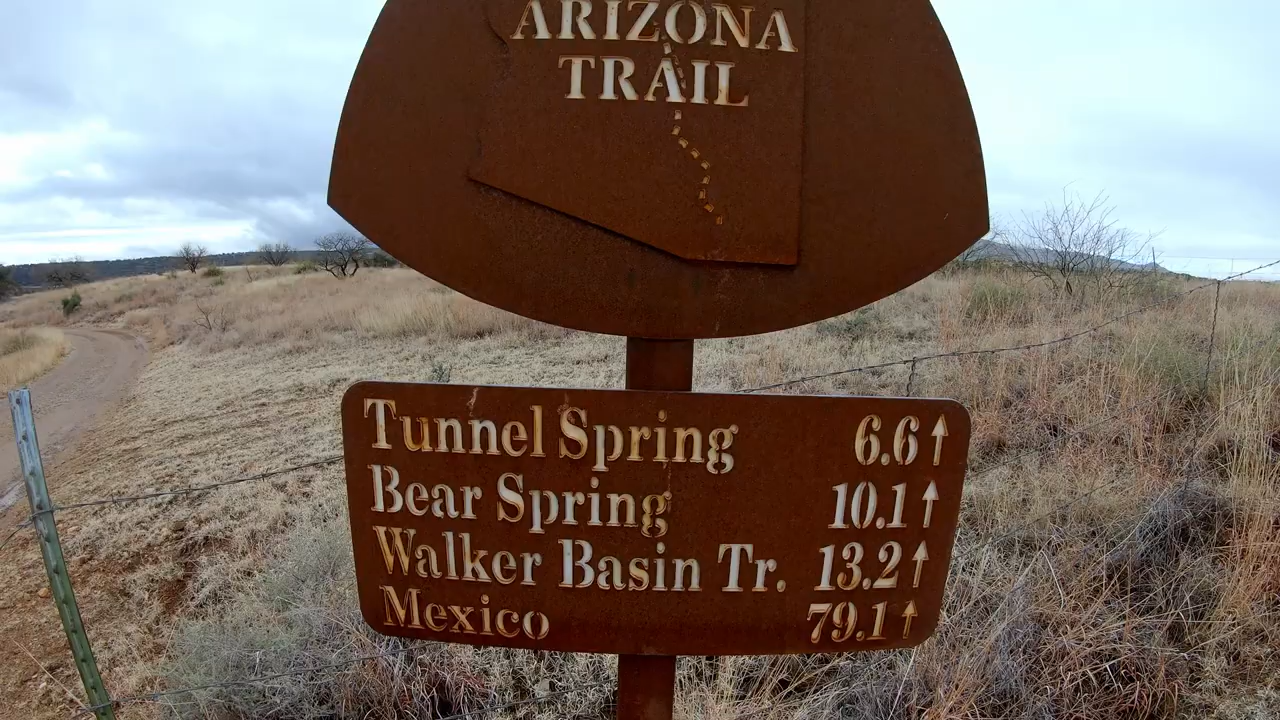 ARIZONA
TRAIL
Tunnel Spring 6.6 ↑
Bear Spring 10.1 ↑
Walker Basin Tr. 13.2 ↑
Mexico 79.1 ↑